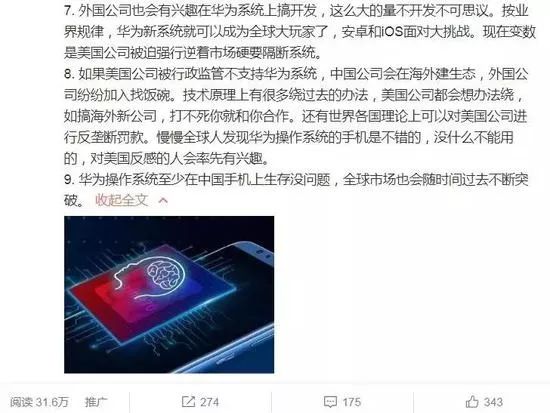 7. 外国公司也会有兴趣在华为系统上搞开发，这么大的量不开发不可思议。按业
界规律，华为新系统就可以成为全球大玩家了，安卓和iOS面对大挑战。现在变数
是美国公司被迫强行逆着市场硬要隔断系统。
8. 如果美国公司被行政监管不支持华为系统，中国公司会在海外建生态，外国公
司纷纷加入找饭碗。技术原理上有很多绕过去的办法，美国公司都会想办法绕，
如搞海外新公司，打不死你就和你合作。还有世界各国理论上可以对美国公司进
行反垄断罚款。慢慢全球人发现华为操作系统的手机是不错的，没什么不能用
的，对美国反感的人会率先有兴趣。
9. 华为操作系统至少在中国手机上生存没问题，全球市场也会随时间过去不断突
破。 收起全文
阅读 31.6万 推广 274 175 343